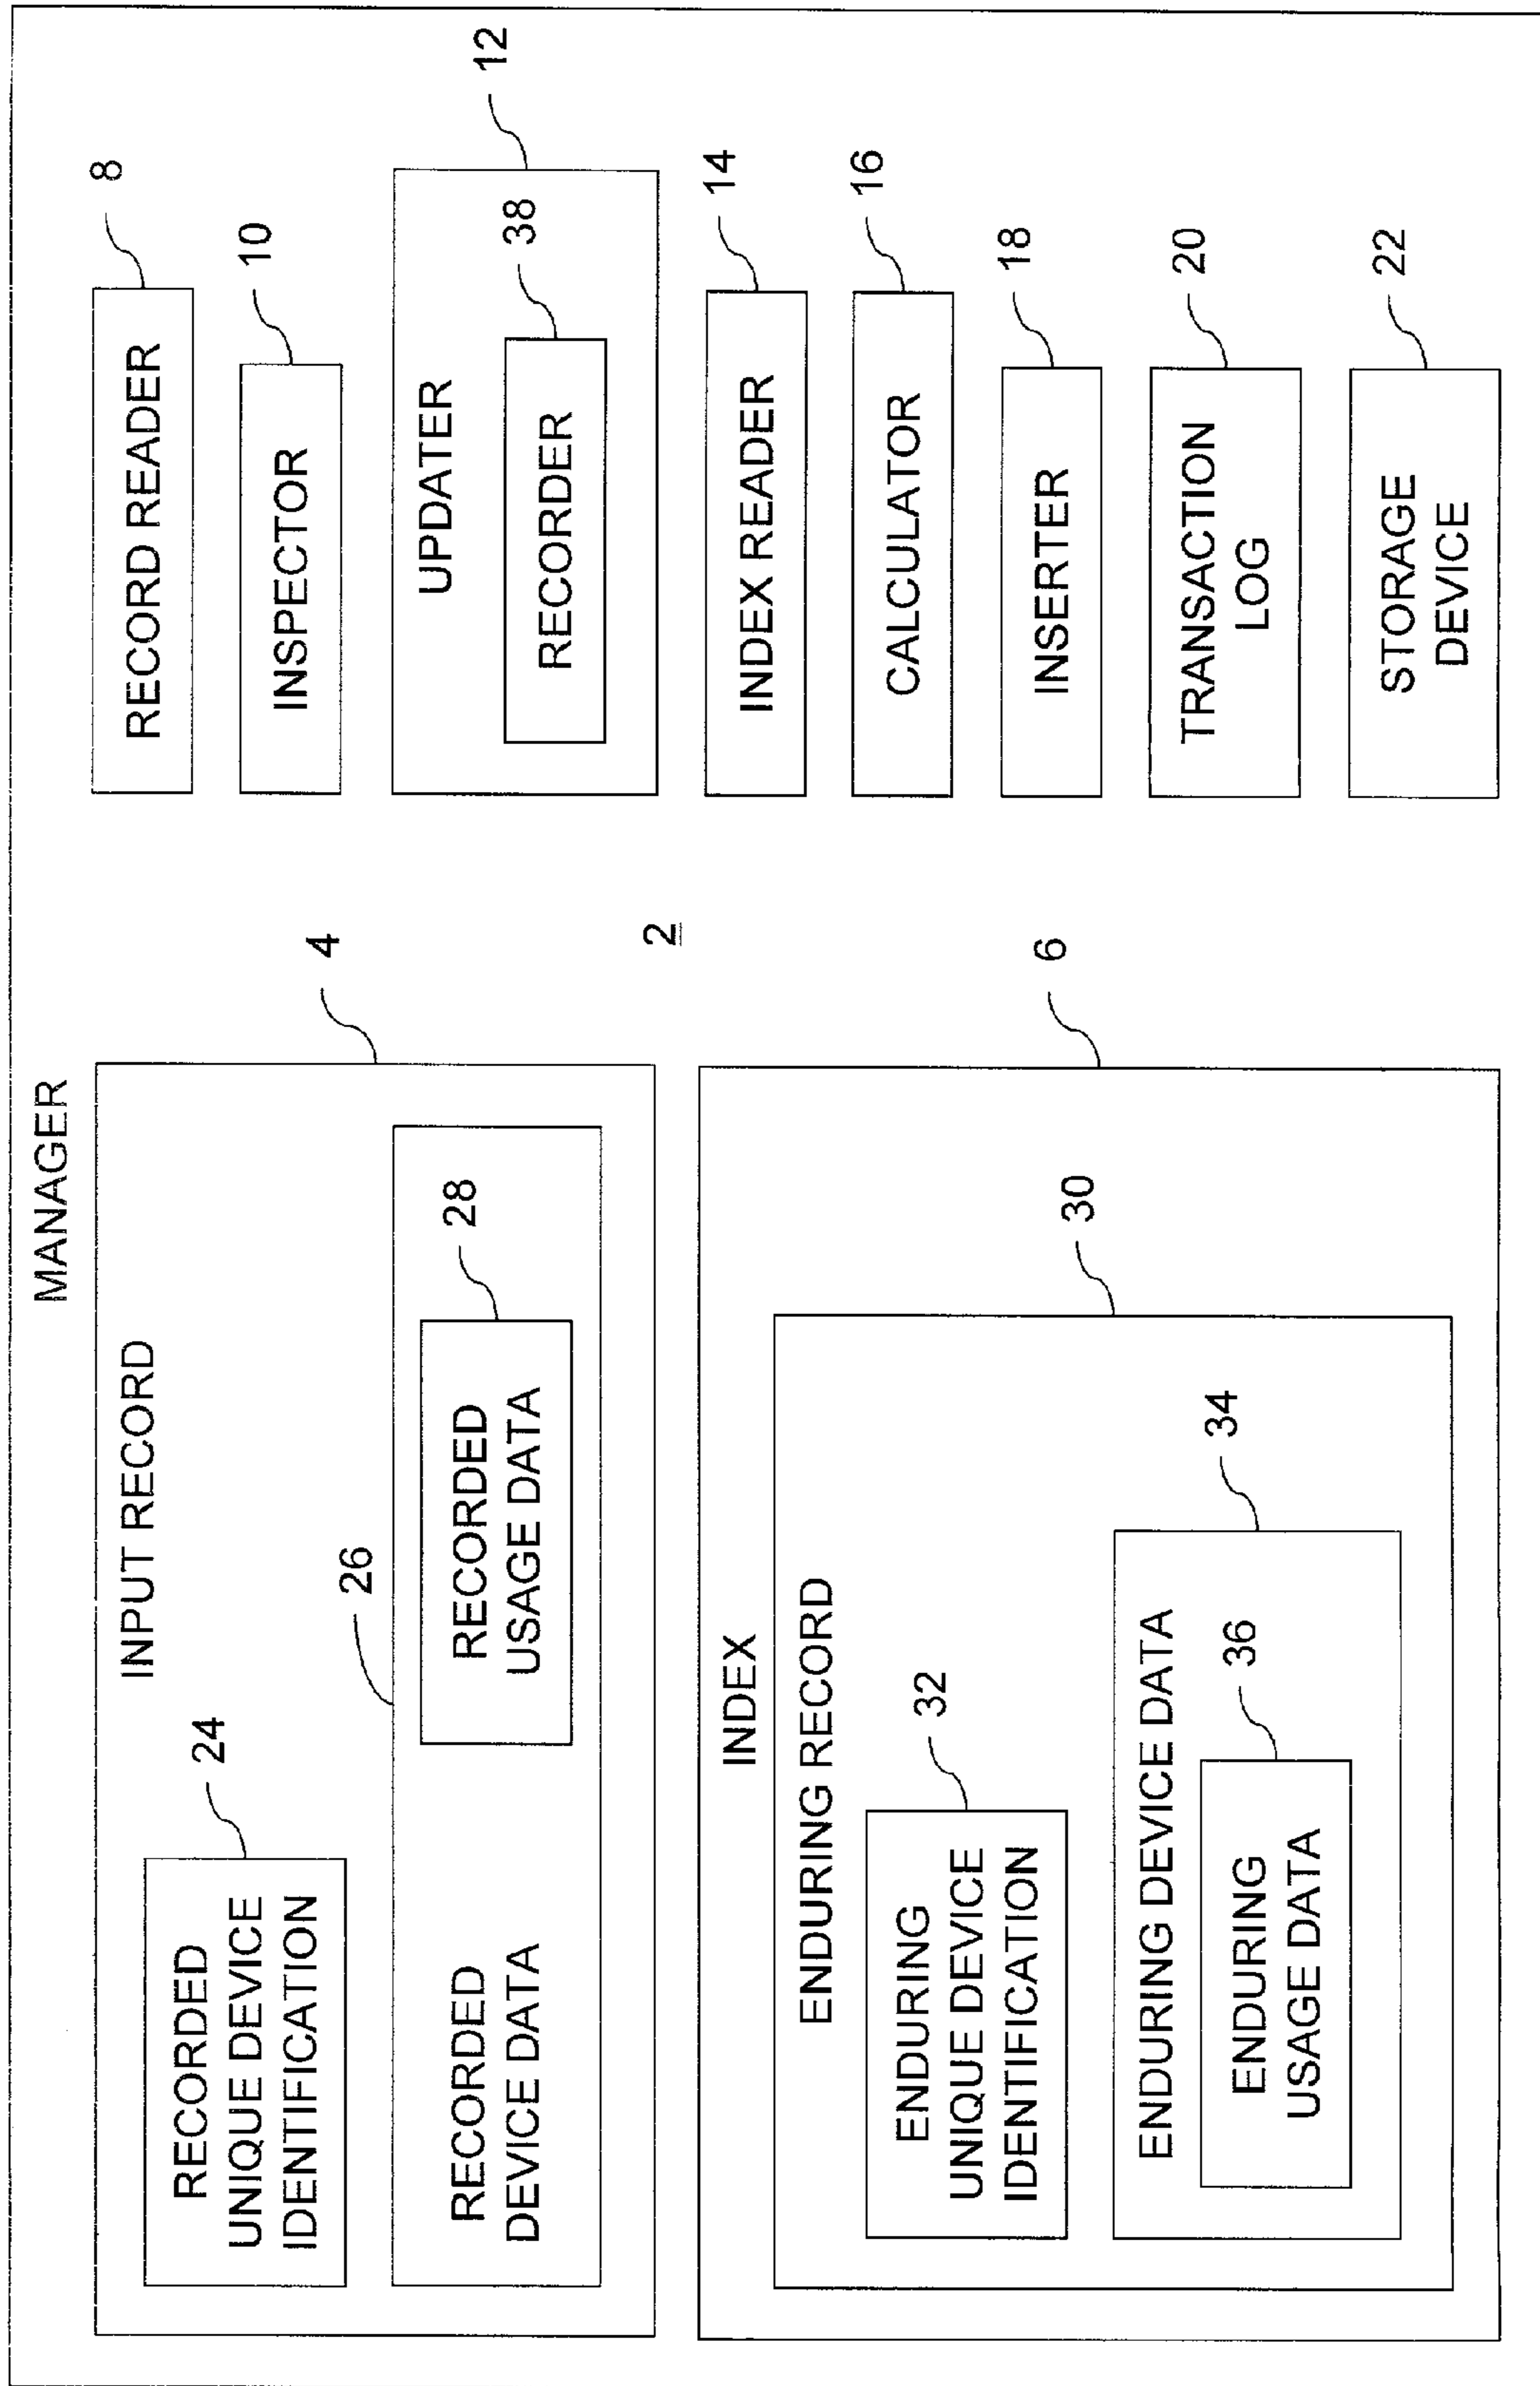 MANAGER
INPUT RECORD
4
RECORDED
UNIQUE DEVICE
IDENTIFICATION
24
26
RECORDED
DEVICE DATA
RECORDED
USAGE DATA
28
2
INDEX
6
ENDURING RECORD
30
ENDURING
UNIQUE DEVICE
IDENTIFICATION
32
ENDURING DEVICE DATA
34
ENDURING
USAGE DATA
36
RECORD READER
8
INSPECTOR
10
UPDATER
12
RECORDER
38
INDEX READER
14
CALCULATOR
16
INSERTER
18
TRANSACTION
LOG
20
STORAGE
DEVICE
22